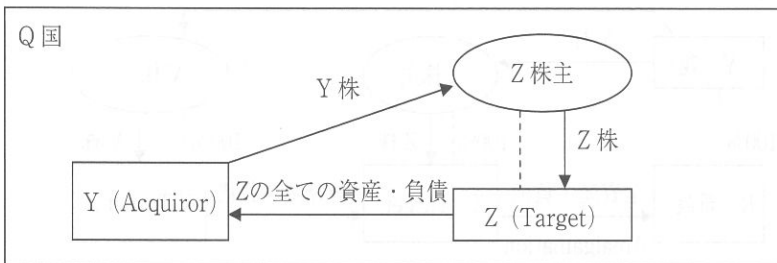 Q国
Z株主
Y株
Z株
Zの全ての資産・負債
Y（Acquiror）
Z（Target）